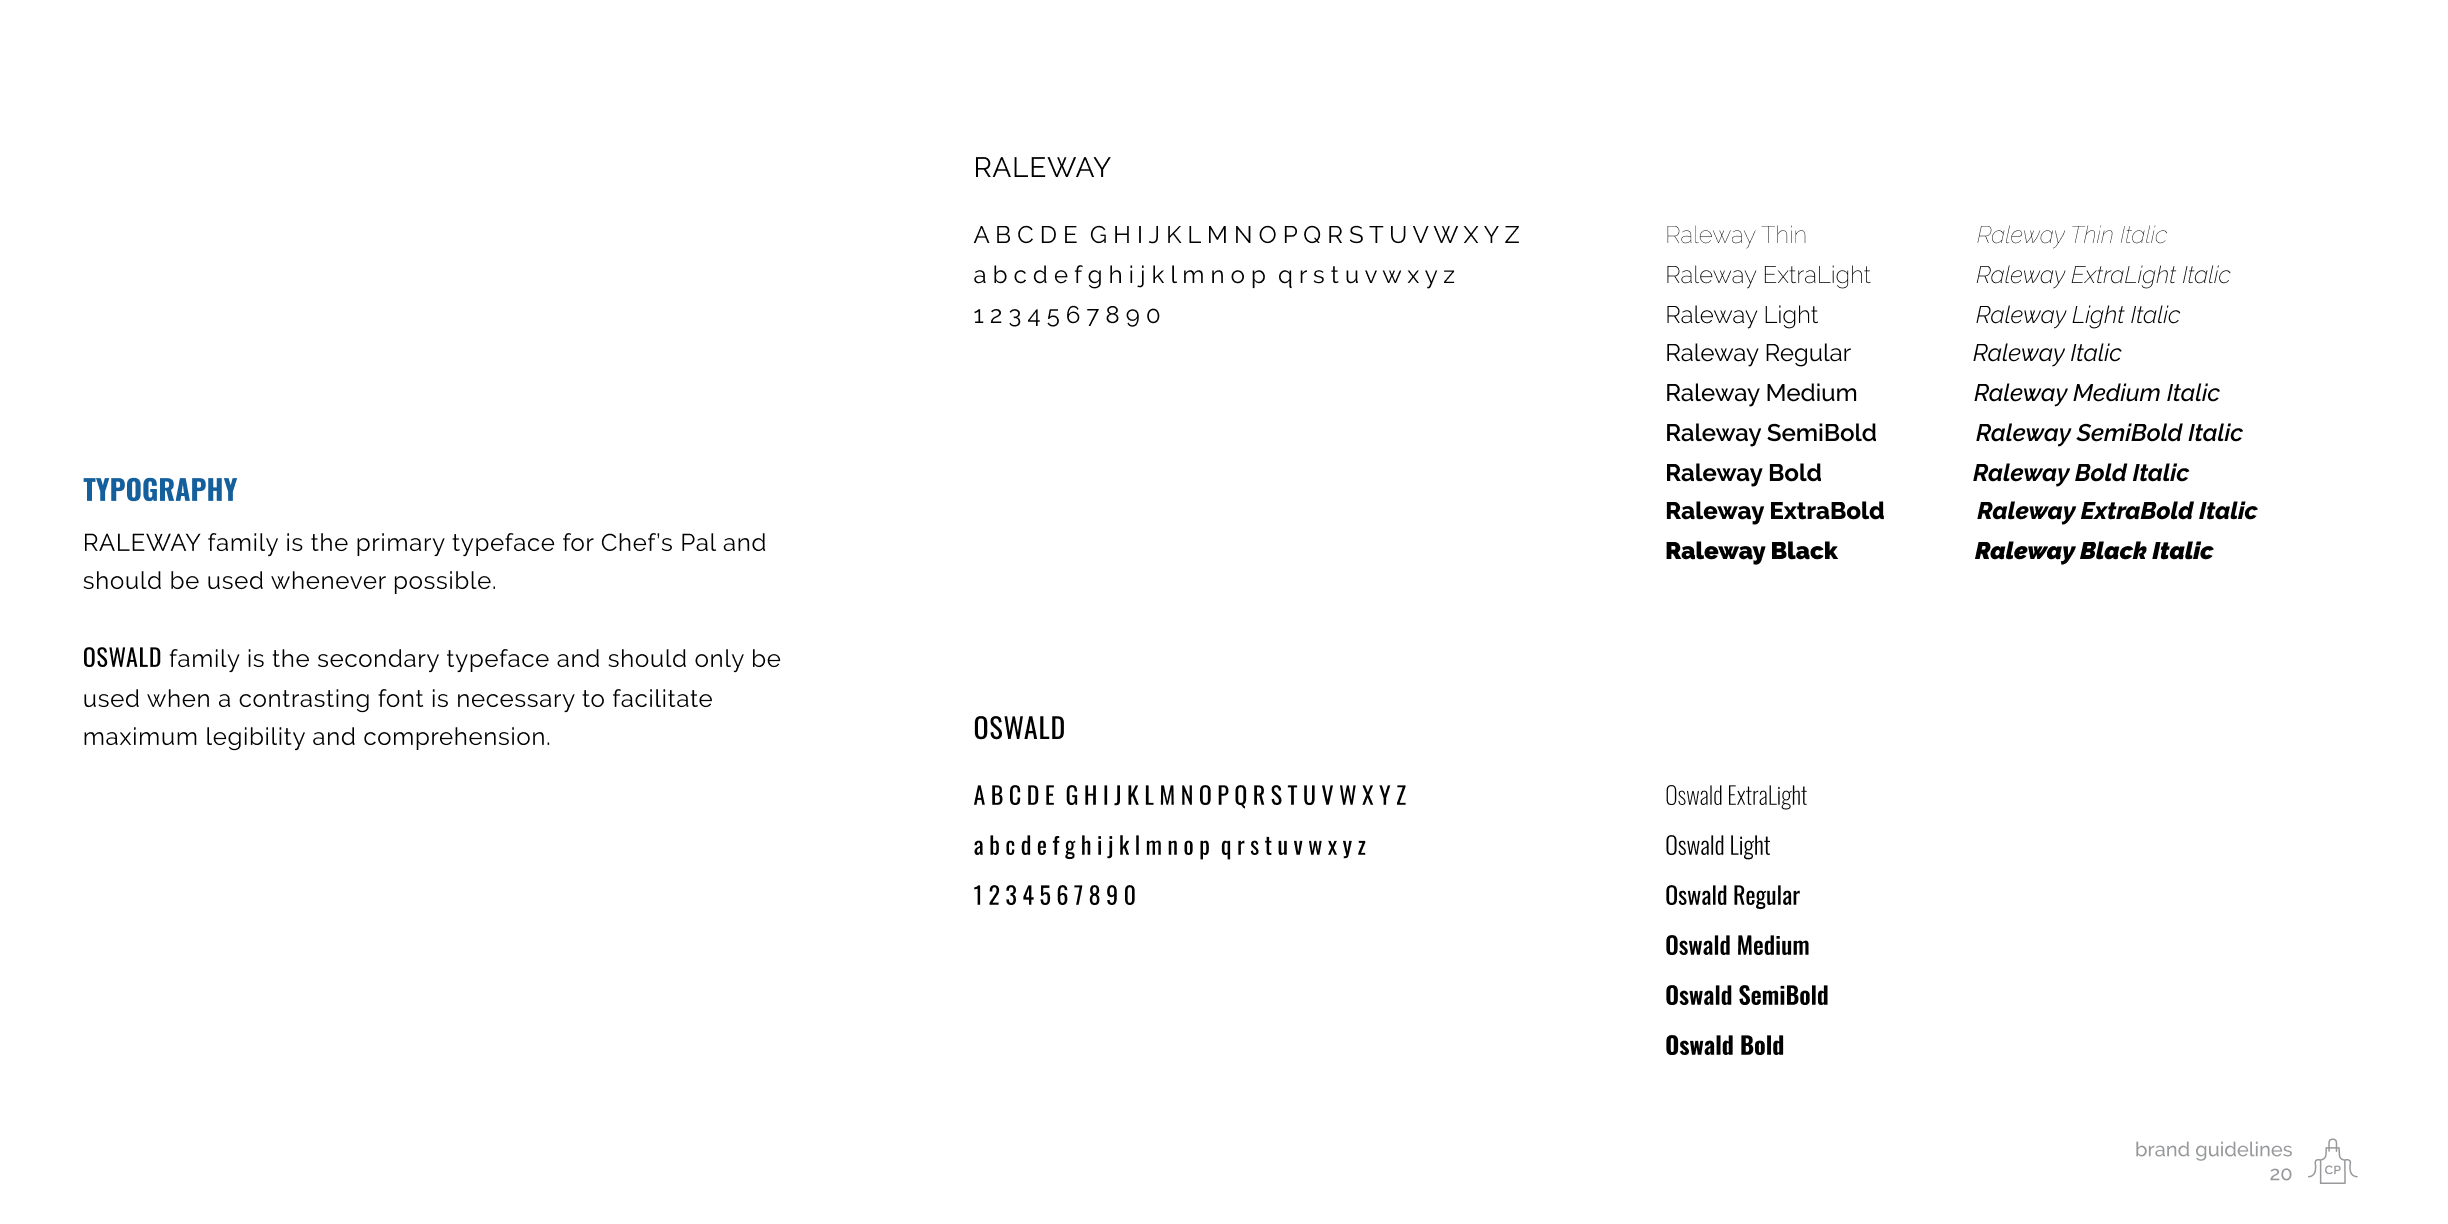 TYPOGRAPHY
RALEWAY family is the primary typeface for Chef's Pal and
should be used whenever possible.
OSWALD family is the secondary typeface and should only be
used when a contrasting font is necessary to facilitate
maximum legibility and comprehension.
RALEWAY
A B C D E G H I J K L M N O P Q R S T U V W X Y Z
a b c d e f g h i j k l m n o p q r s t u v w x y z
1 2 3 4 5 6 7 8 9 0
Raleway Thin
Raleway ExtraLight
Raleway Light
Raleway Regular
Raleway Medium
Raleway SemiBold
Raleway Bold
Raleway ExtraBold
Raleway Black
Raleway Thin Italic
Raleway ExtraLight Italic
Raleway Light Italic
Raleway Italic
Raleway Medium Italic
Raleway SemiBold Italic
Raleway Bold Italic
Raleway ExtraBold Italic
Raleway Black Italic
OSWALD
A B C D E G H I J K L M N O P Q R S T U V W X Y Z
a b c d e f g h i j k l m n o p q r s t u v w x y z
1 2 3 4 5 6 7 8 9 0
Oswald ExtraLight
Oswald Light
Oswald Regular
Oswald Medium
Oswald SemiBold
Oswald Bold
brand guidelines
20
CP